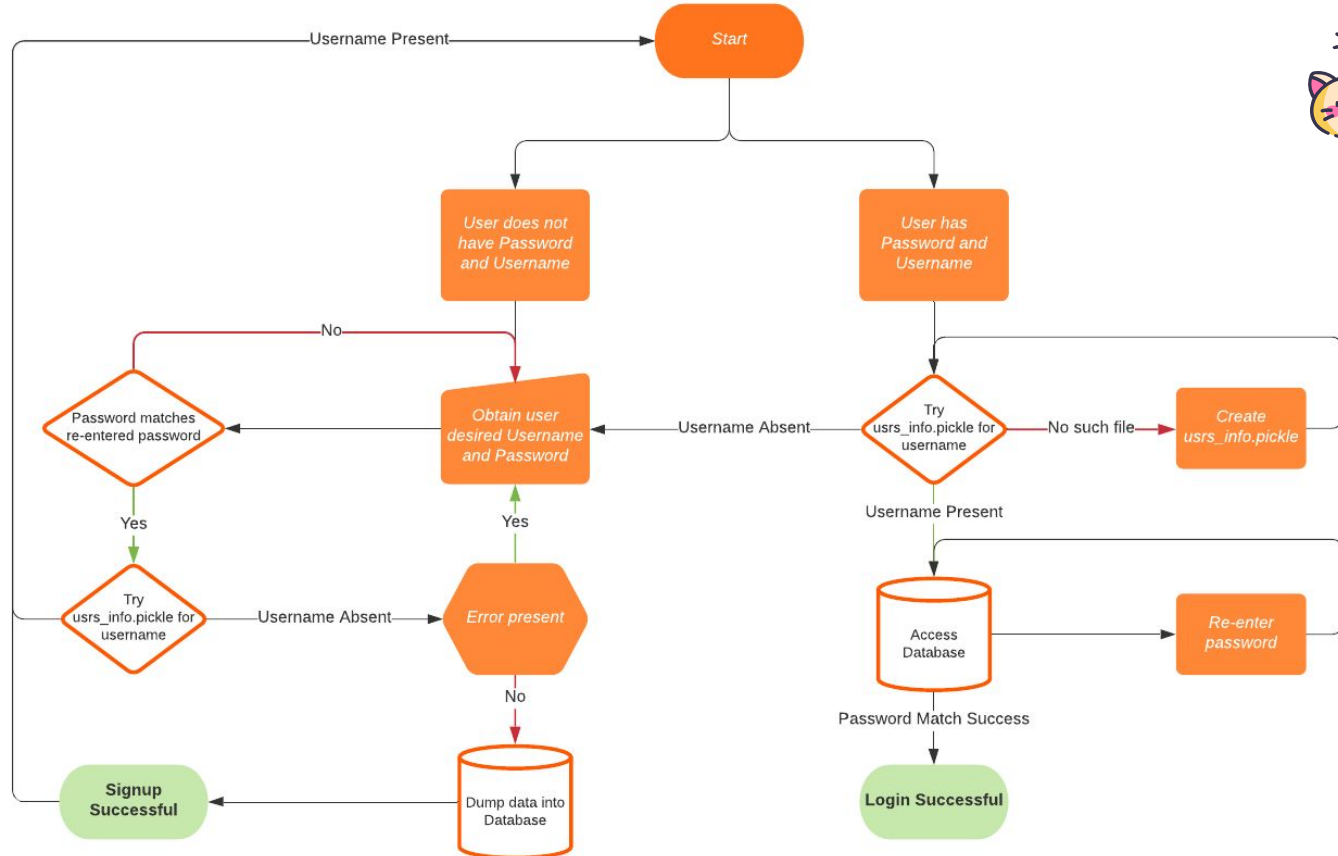 Username Present
Start
User does not
have Password
and Username
User has
Password and
Username
No
Password matches
re-entered password
Obtain user
desired Username
and Password
Username Absent
Try
usrs_info.pickle for
username
No such file
Create
usrs_info.pickle
Yes
Yes
Username Present
Try
usrs_info.pickle for
username
Username Absent
Error present
Access
Database
Re-enter
password
No
Password Match Success
Signup
Successful
Dump data into
Database
Login Successful